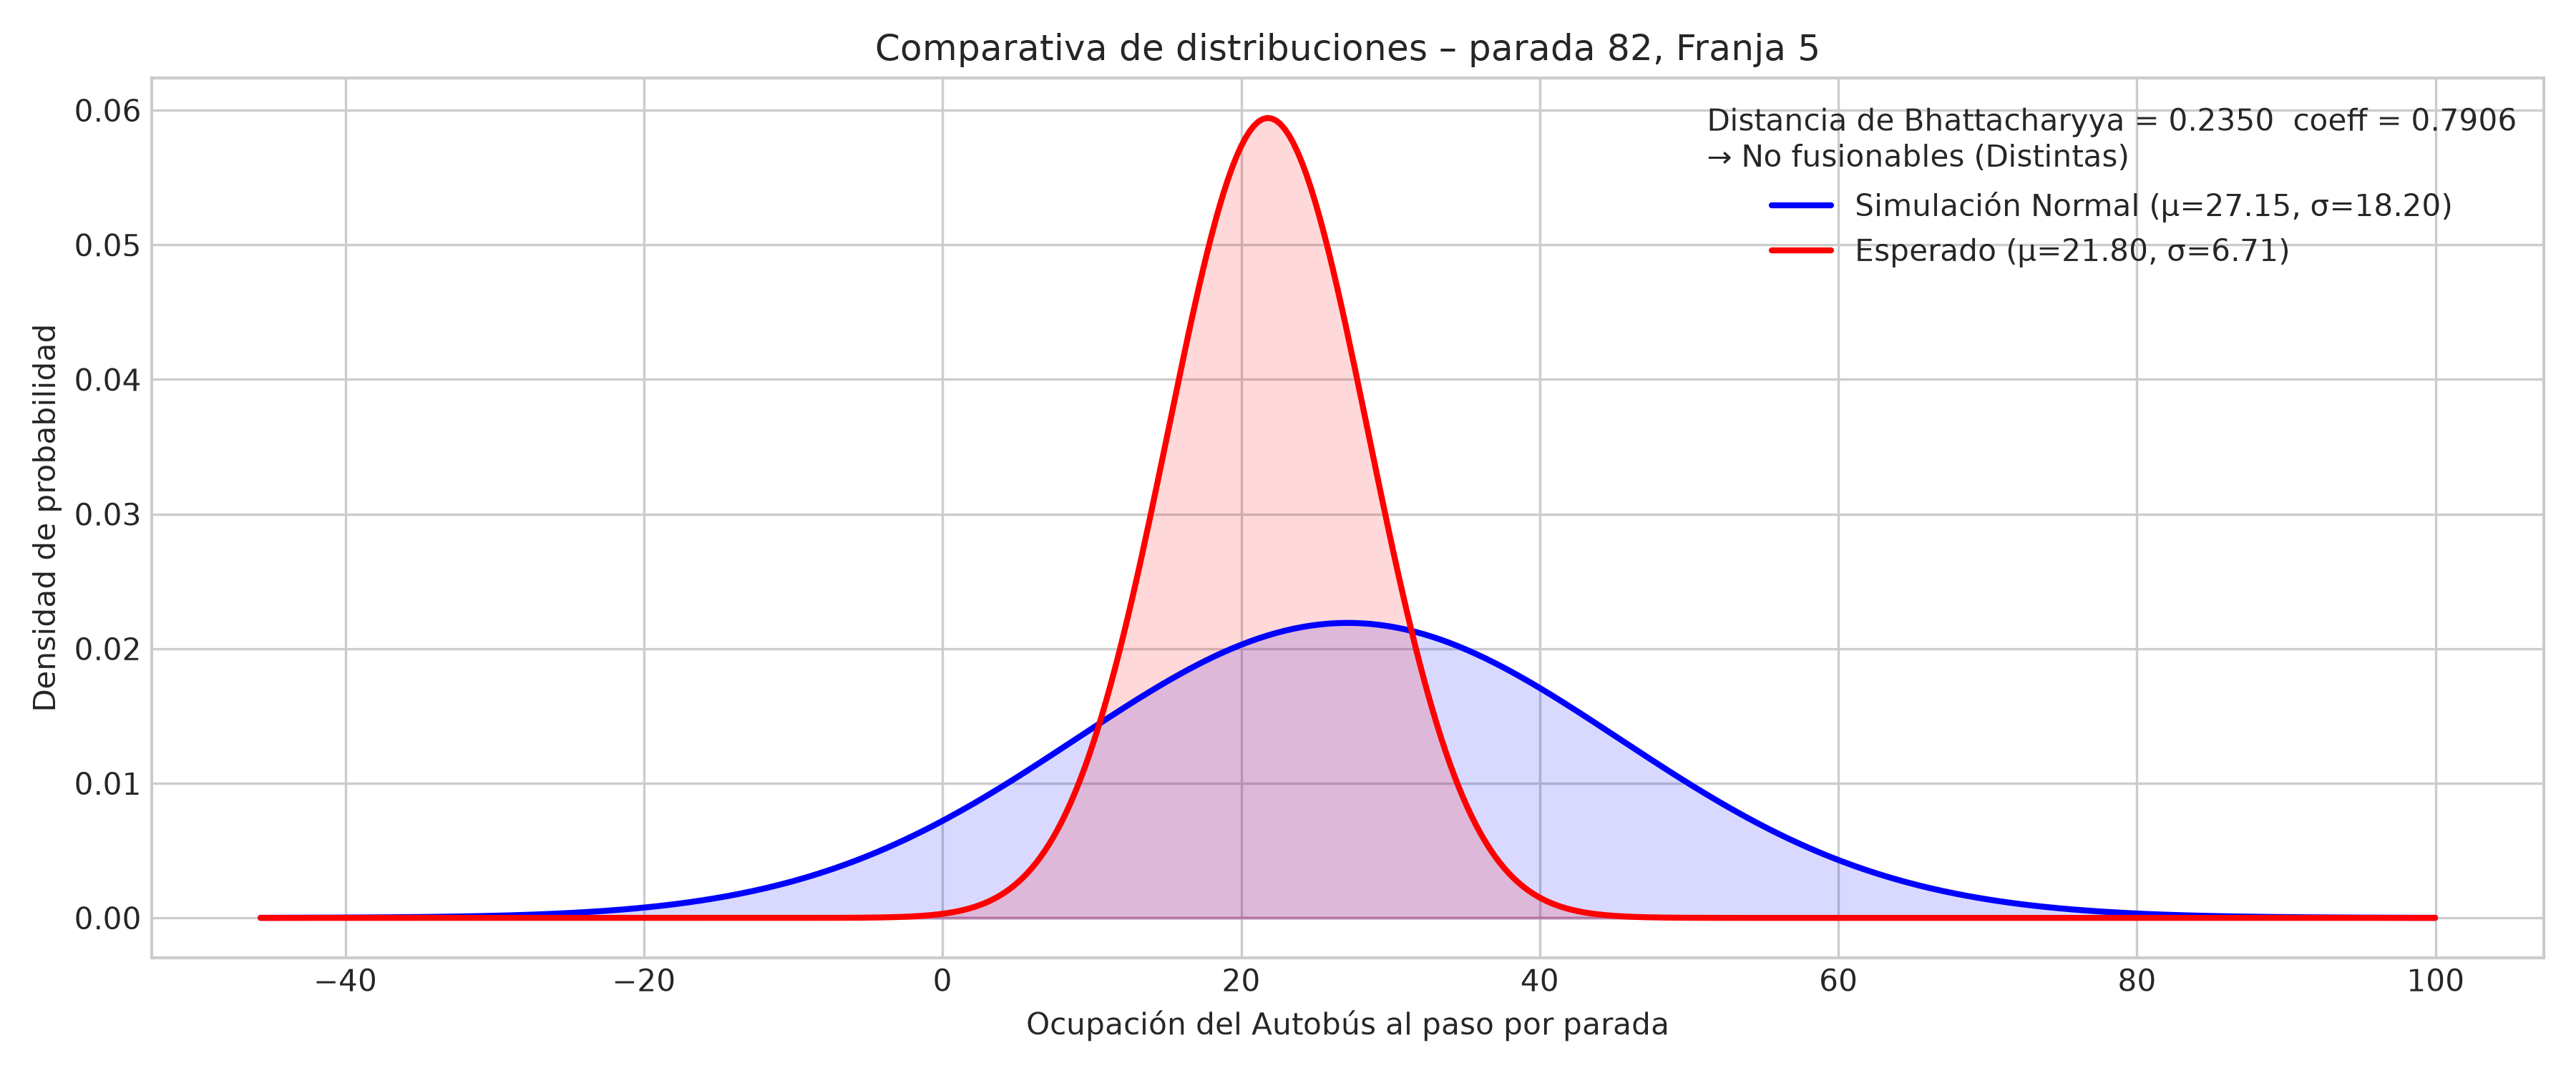 Comparativa de distribuciones – parada 82, Franja 5
Distancia de Bhattacharyya = 0.2350  coeff = 0.7906
→ No fusionables (Distintas)
Simulación Normal (μ=27.15, σ=18.20)
Esperado (μ=21.80, σ=6.71)
Densidad de probabilidad
0.06
0.05
0.04
0.03
0.02
0.01
0.00
−40 −20 0 20 40 60 80 100
Ocupación del Autobús al paso por parada